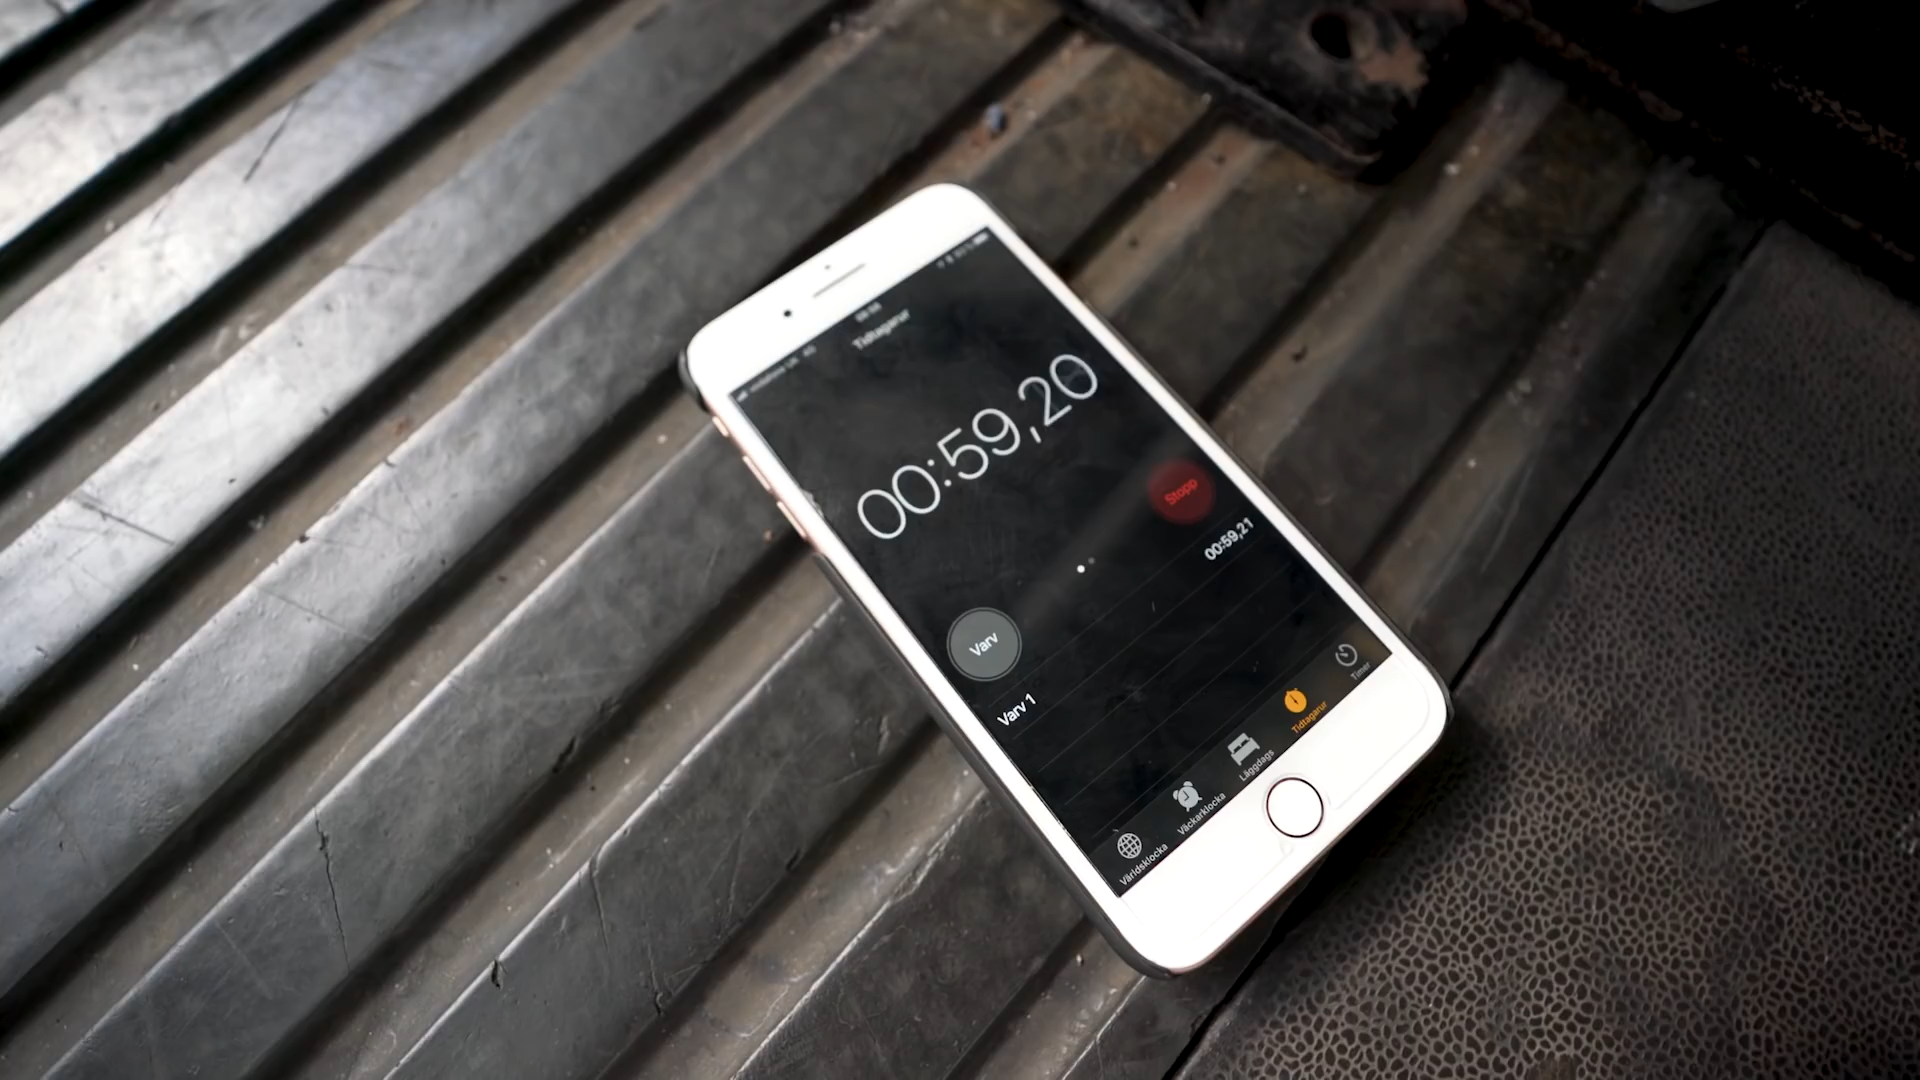 Tidtagarur
00:59,20
Stopp
Varv
00:59,21
Varv 1
Världsklocka
Väckarklocka
Läggdags
Tidtagarur
Timer